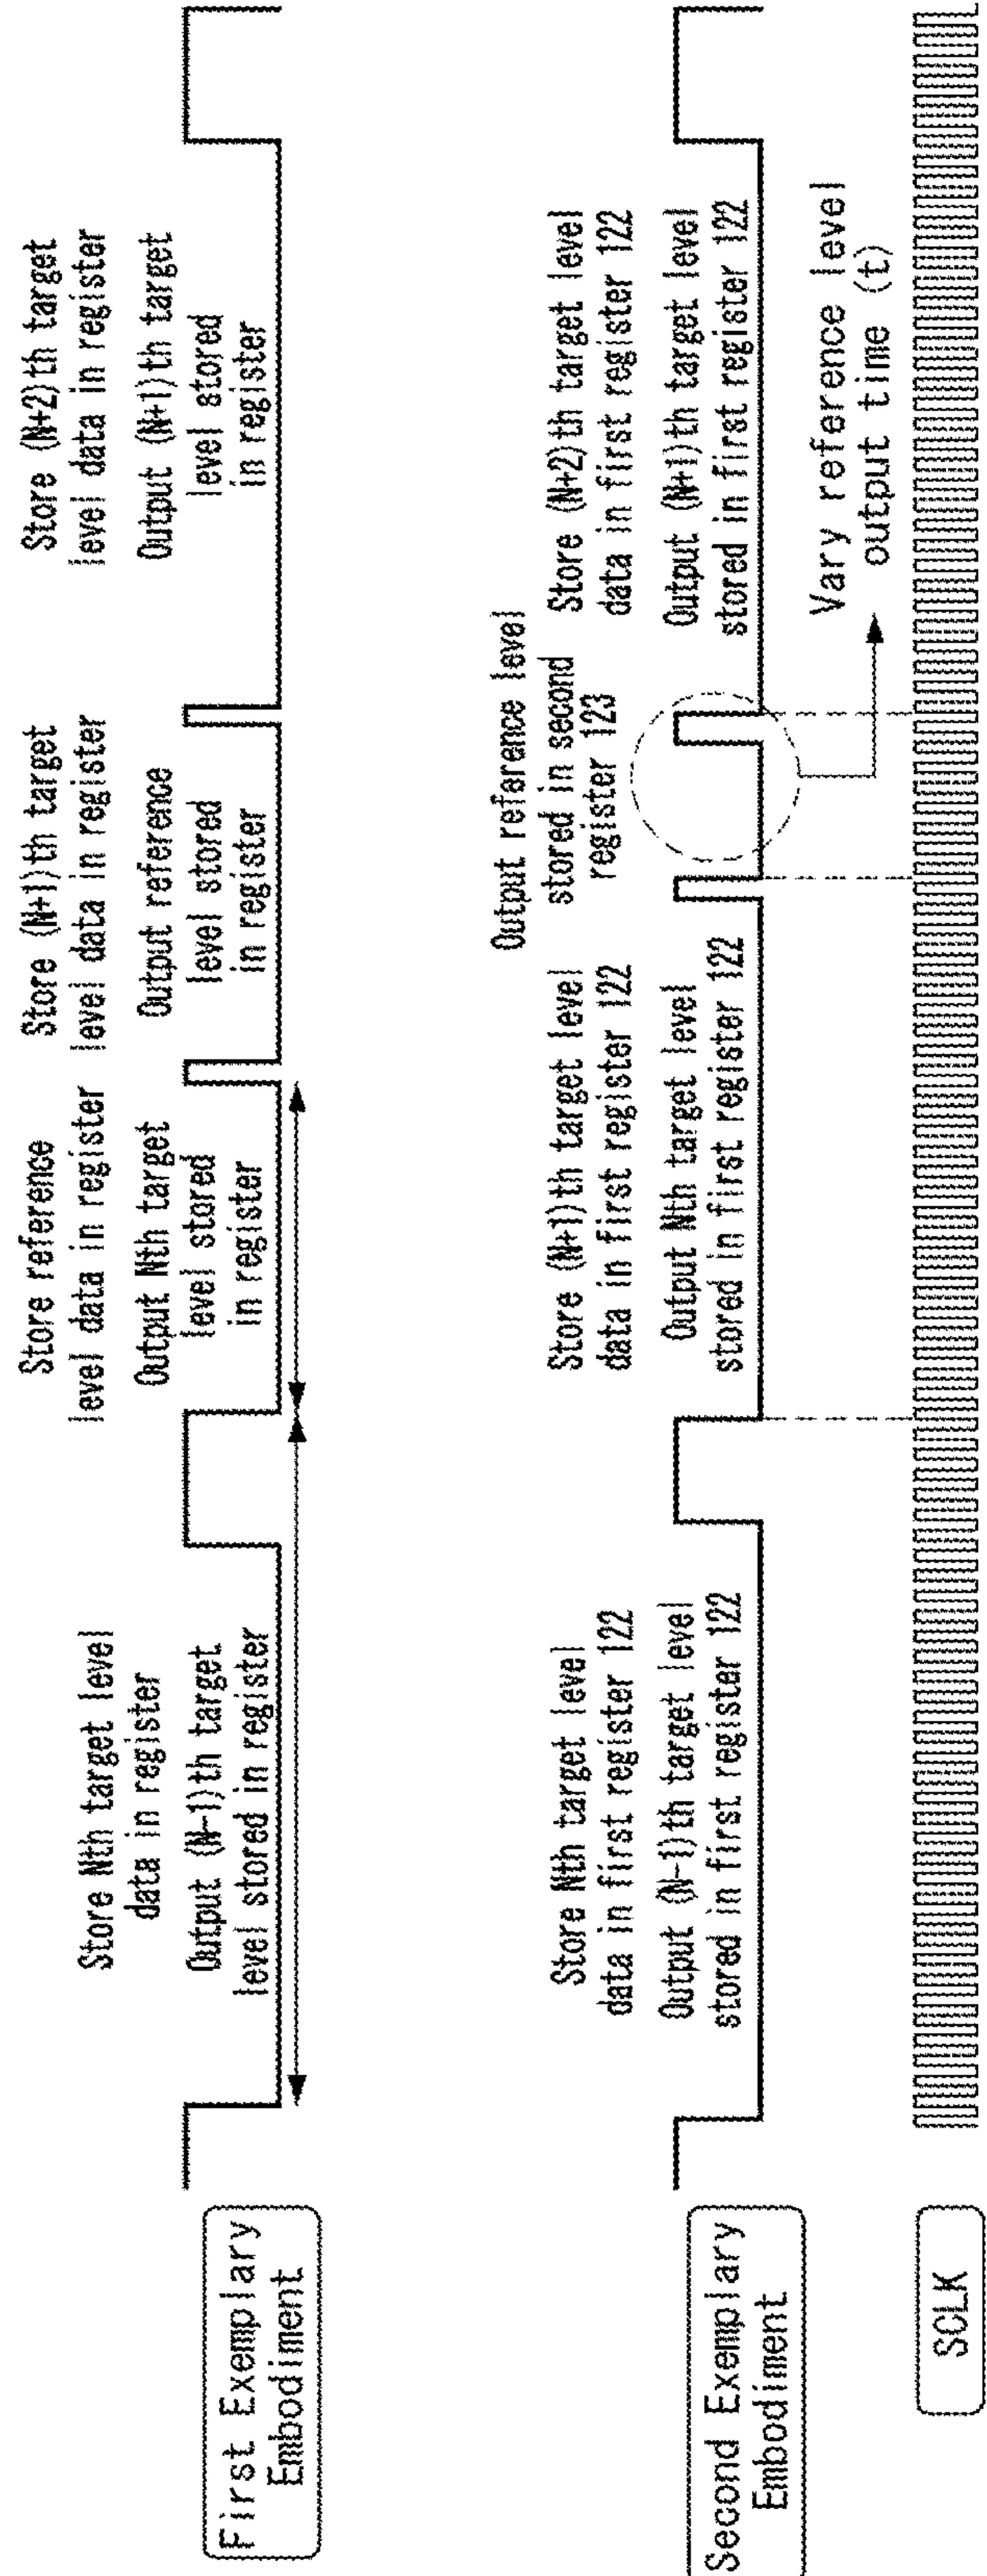 First Exemplary
Embodiment
Store Nth target level
data in register
Output (N-1)th target
level stored in register
Store reference
level data in register
Output Nth target
level stored
in register
Store (N+1)th target
level data in register
Output reference
level stored
in register
Store (N+2)th target
level data in register
Output (N+1)th target
level stored
in register
Second Exemplary
Embodiment
Store Nth target level
data in first register 122
Output (N-1)th target level
stored in first register 122
Store (N+1)th target level
data in first register 122
Output Nth target level
stored in first register 122
Output reference level
stored in second
register 123
Store (N+2)th target level
data in first register 122
Output (N+1)th target level
stored in first register 122
Vary reference level
output time (t)
SCLK